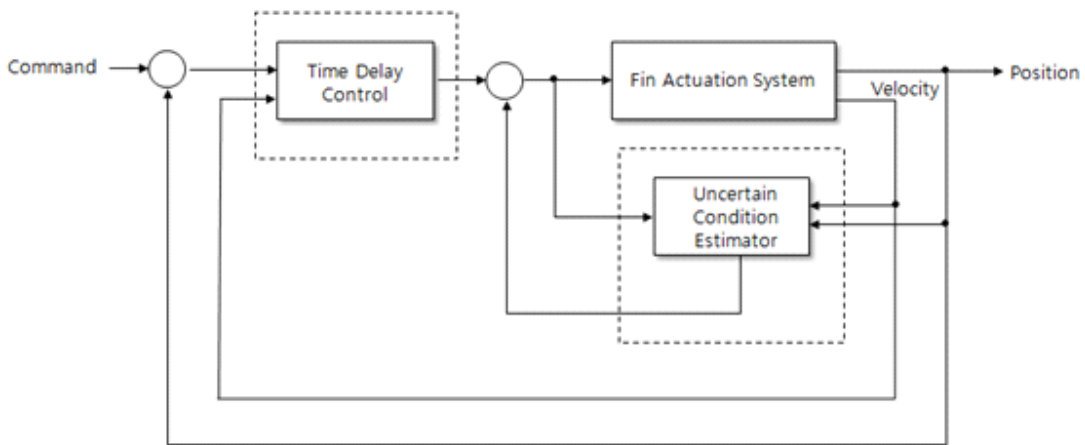 Command
Time Delay
Control
Fin Actuation System
Position
Velocity
Uncertain
Condition
Estimator